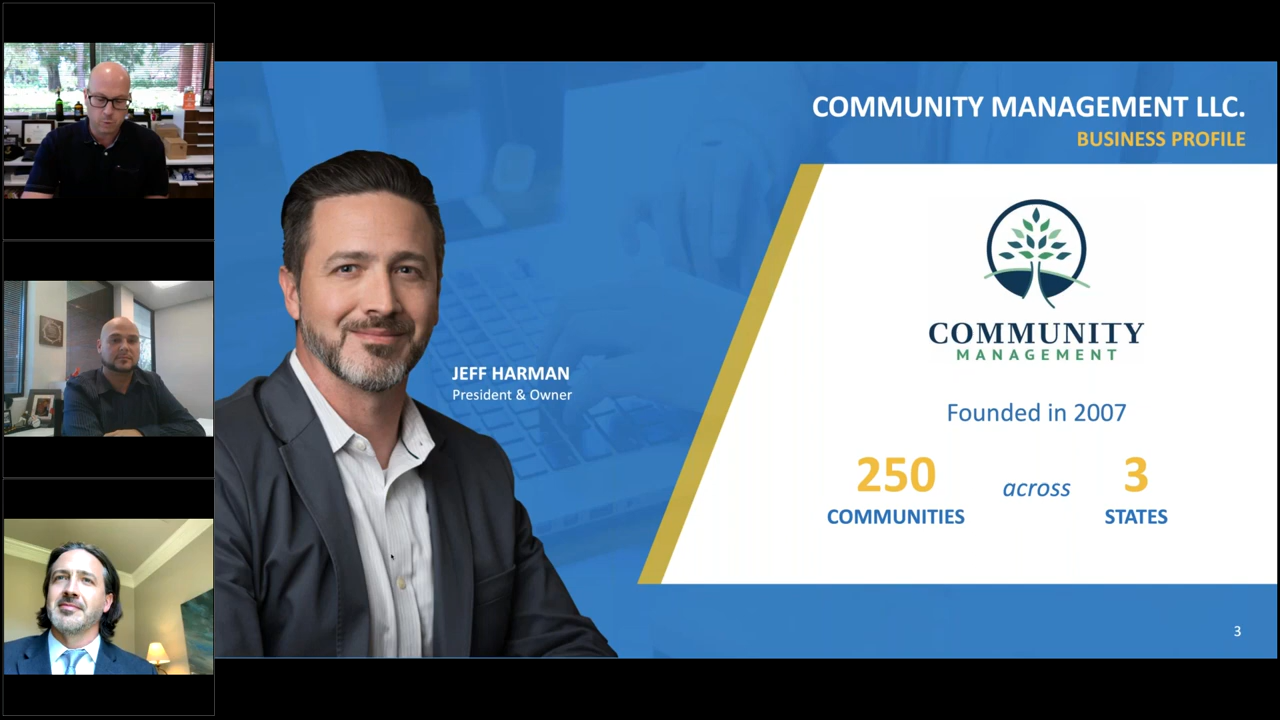 COMMUNITY MANAGEMENT LLC.
BUSINESS PROFILE
JEFF HARMAN
President & Owner
COMMUNITY
MANAGEMENT
Founded in 2007
250 across 3
COMMUNITIES STATES
3